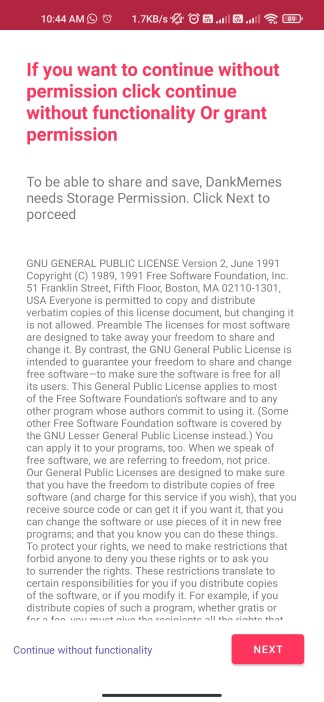 10:44 AM 1.7KB/s 89
If you want to continue without
permission click continue
without functionality Or grant
permission
To be able to share and save, DankMemes
needs Storage Permission. Click Next to
porceed
GNU GENERAL PUBLIC LICENSE Version 2, June 1991
Copyright (C) 1989, 1991 Free Software Foundation, Inc.
51 Franklin Street, Fifth Floor, Boston, MA 02110-1301,
USA Everyone is permitted to copy and distribute
verbatim copies of this license document, but changing it
is not allowed. Preamble The licenses for most software
are designed to take away your freedom to share and
change it. By contrast, the GNU General Public License is
intended to guarantee your freedom to share and change
free software—to make sure the software is free for all
its users. This General Public License applies to most
of the Free Software Foundation's software and to any
other program whose authors commit to using it. (Some
other Free Software Foundation software is covered by
the GNU Lesser General Public License instead.) You
can apply it to your programs, too. When we speak of
free software, we are referring to freedom, not price.
Our General Public Licenses are designed to make sure
that you have the freedom to distribute copies of free
software (and charge for this service if you wish), that you
receive source code or can get it if you want it, that you
can change the software or use pieces of it in new free
programs; and that you know you can do these things.
To protect your rights, we need to make restrictions that
forbid anyone to deny you these rights or to ask you
to surrender the rights. These restrictions translate to
certain responsibilities for you if you distribute copies
of the software, or if you modify it. For example, if you
distribute copies of such a program, whether gratis or
for a fee, you must give the recipients all the rights that
Continue without functionality
NEXT